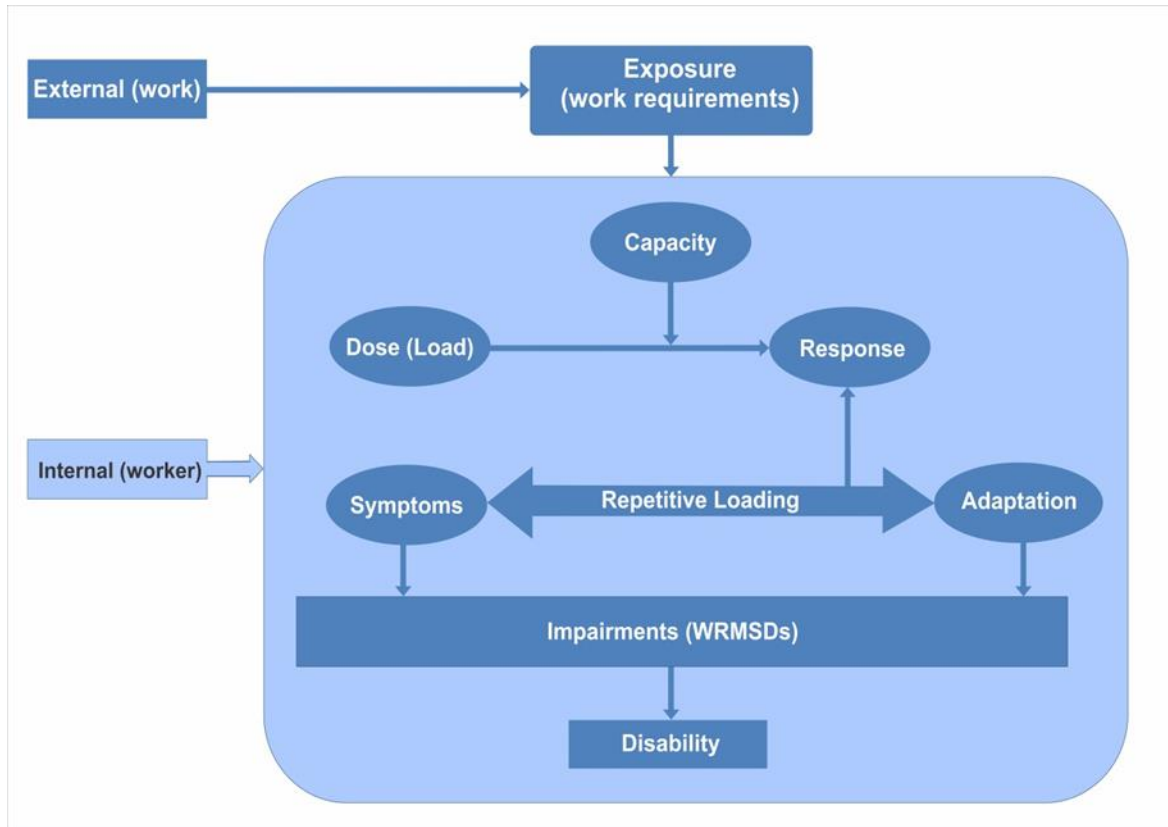 External (work)
Exposure
(work requirements)
Capacity
Dose (Load)
Response
Internal (worker)
Symptoms
Repetitive Loading
Adaptation
Impairments (WRMSDs)
Disability